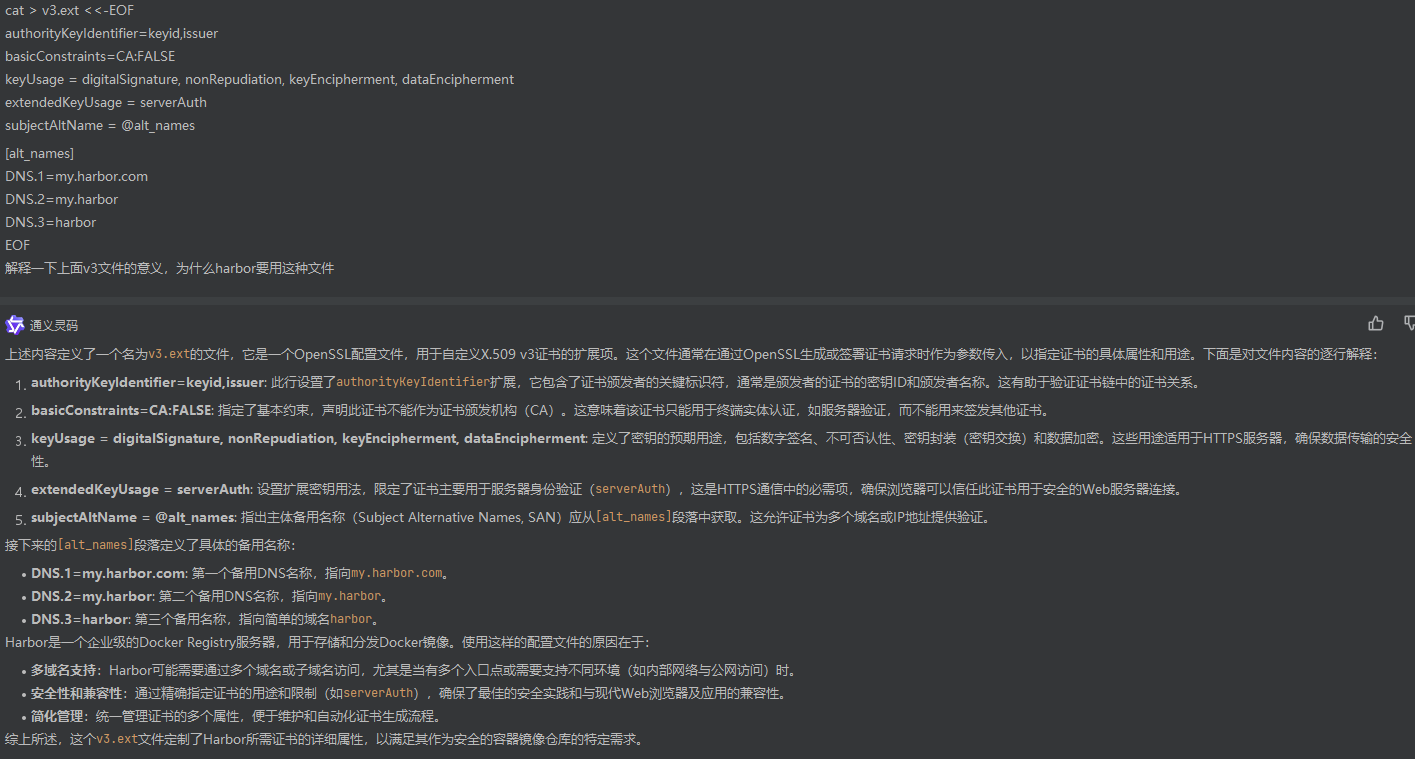 cat > v3.ext <<-EOF
authorityKeyIdentifier=keyid,issuer
basicConstraints=CA:FALSE
keyUsage = digitalSignature, nonRepudiation, keyEncipherment, dataEncipherment
extendedKeyUsage = serverAuth
subjectAltName = @alt_names
[alt_names]
DNS.1=my.harbor.com
DNS.2=my.harbor
DNS.3=harbor
EOF
解释一下上面v3文件的意义，为什么harbor要用这种文件
通义灵码
上述内容定义了一个名为v3.ext的文件，它是一个OpenSSL配置文件，用于自定义X.509 v3证书的扩展项。这个文件通常在通过OpenSSL生成或签署证书请求时作为参数传入，以指定证书的具体属性和用途。下面是对文件内容的逐行解释：
1. authorityKeyIdentifier=keyid,issuer: 此行设置了authorityKeyIdentifier扩展，它包含了证书颁发者的关键标识符，通常是颁发者的证书的密钥ID和颁发者名称。这有助于验证证书链中的证书关系。
2. basicConstraints=CA:FALSE: 指定了基本约束，声明此证书不能作为证书颁发机构（CA）。这意味着该证书只能用于终端实体认证，如服务器验证，而不能用来签发其他证书。
3. keyUsage = digitalSignature, nonRepudiation, keyEncipherment, dataEncipherment: 定义了密钥的预期用途，包括数字签名、不可否认性、密钥封装（密钥交换）和数据加密。这些用途适用于HTTPS服务器，确保数据传输的安全
性。
4. extendedKeyUsage = serverAuth: 设置扩展密钥用法，限定了证书主要用于服务器身份验证（serverAuth），这是HTTPS通信中的必需项，确保浏览器可以信任此证书用于安全的Web服务器连接。
5. subjectAltName = @alt_names: 指出主体备用名称（Subject Alternative Names, SAN）应从[alt_names]段落中获取。这允许证书为多个域名或IP地址提供验证。
接下来的[alt_names]段落定义了具体的备用名称：
• DNS.1=my.harbor.com: 第一个备用DNS名称，指向my.harbor.com。
• DNS.2=my.harbor: 第二个备用DNS名称，指向my.harbor。
• DNS.3=harbor: 第三个备用名称，指向简单的域名harbor。
Harbor是一个企业级的Docker Registry服务器，用于存储和分发Docker镜像。使用这样的配置文件的原因在于：
• 多域名支持：Harbor可能需要通过多个域名或子域名访问，尤其是当有多个入口点或需要支持不同环境（如内部网络与公网访问）时。
• 安全性和兼容性：通过精确指定证书的用途和限制（如serverAuth），确保了最佳的安全实践和与现代Web浏览器及应用的兼容性。
• 简化管理：统一管理证书的多个属性，便于维护和自动化证书生成流程。
综上所述，这个v3.ext文件定制了Harbor所需证书的详细属性，以满足其作为安全的容器镜像仓库的特定需求。